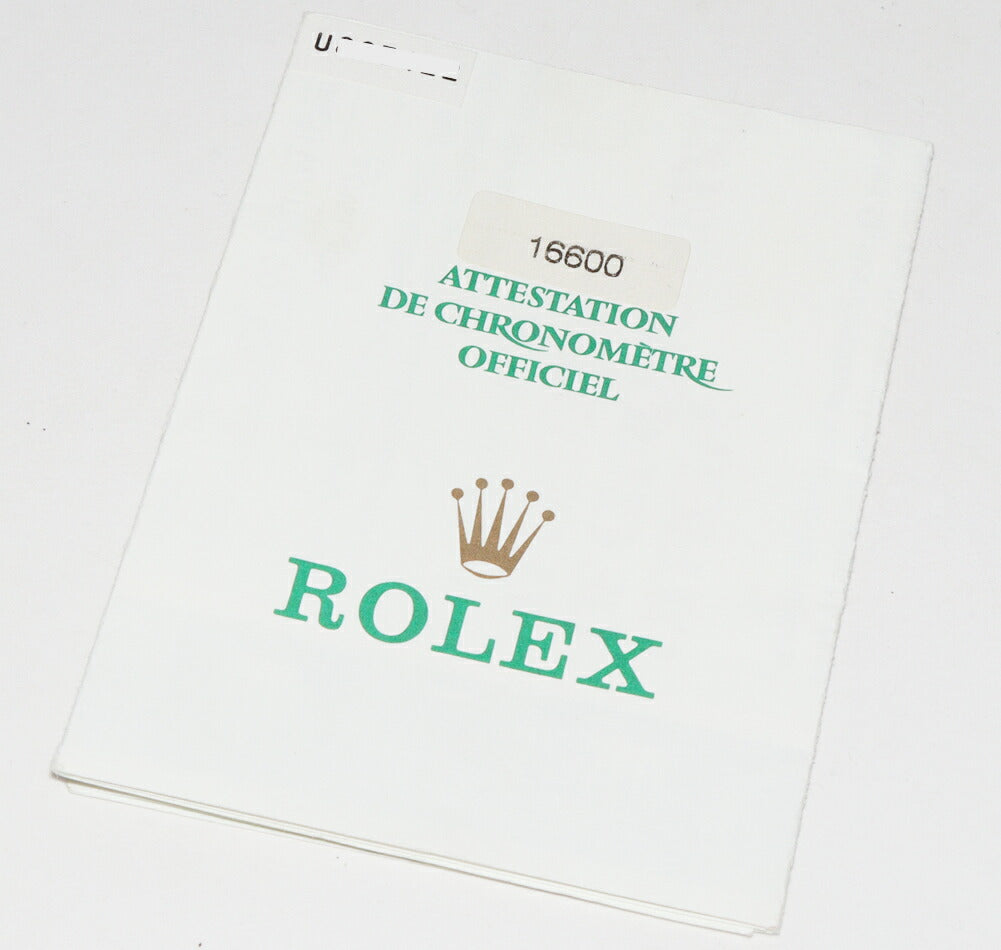 16600
ATTESTATION
DE CHRONOMÈTRE
OFFICIEL
ROLEX